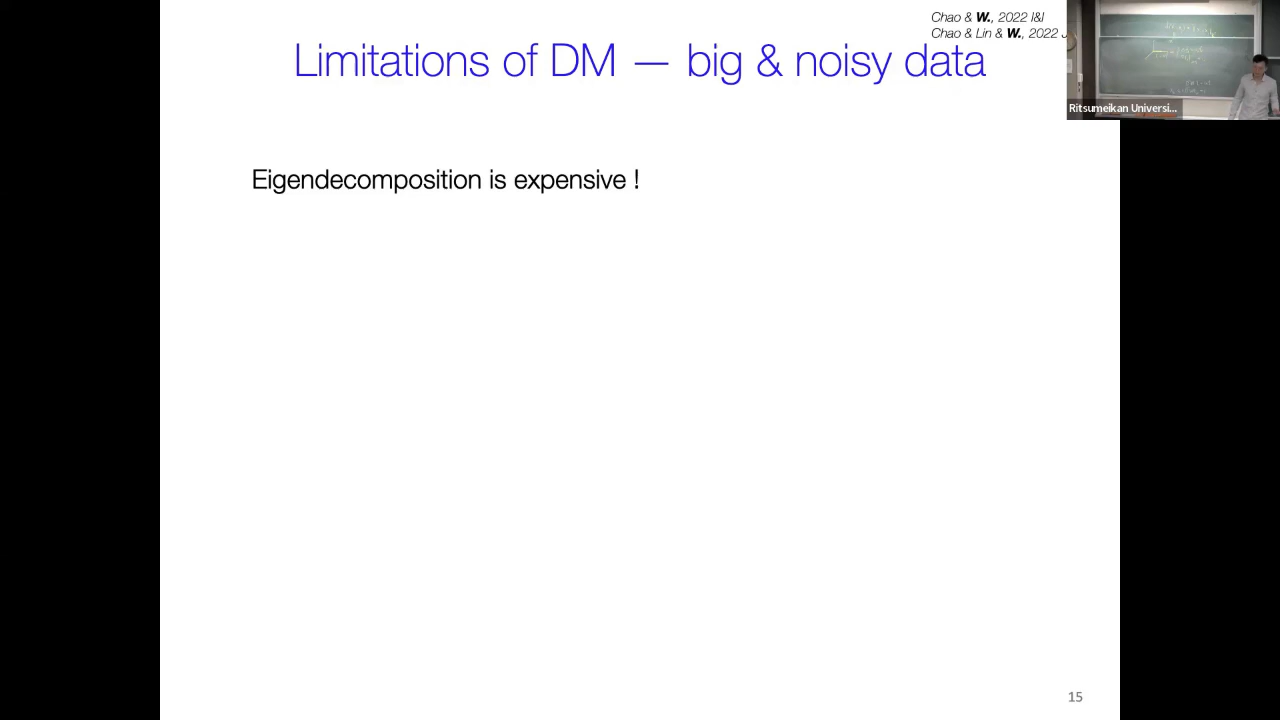 Chao & W., 2022 I&I
Chao & Lin & W., 2022
Limitations of DM — big & noisy data
Ritsumeikan Universi...
Eigendecomposition is expensive !
15